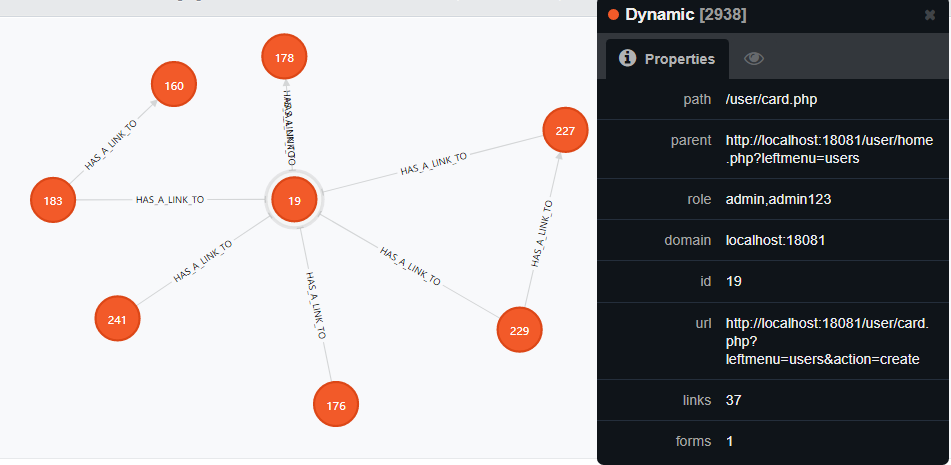 178
160
227
183
19
241
229
176
HAS_A_LINK_TO
HAS_A_LINK_TO
HAS_A_LINK_TO
HAS_A_LINK_TO
HAS_A_LINK_TO
HAS_A_LINK_TO
HAS_A_LINK_TO
Dynamic [2938]
Properties
path /user/card.php
parent http://localhost:18081/user/home
.php?leftmenu=users
role admin,admin123
domain localhost:18081
id 19
url http://localhost:18081/user/card.
php?
leftmenu=users&action=create
links 37
forms 1